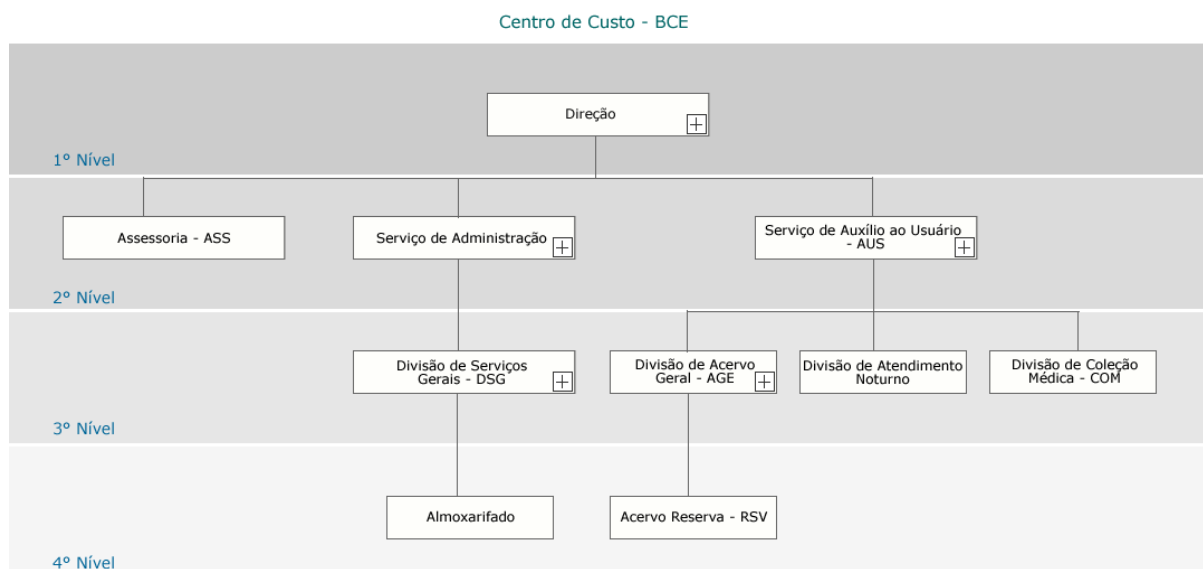 Centro de Custo - BCE
Direção
1º Nível
Assessoria - ASS
Serviço de Administração
Serviço de Auxílio ao Usuário
- AUS
2º Nível
Divisão de Serviços
Gerais - DSG
Divisão de Acervo
Geral - AGE
Divisão de Atendimento
Noturno
Divisão de Coleção
Médica - COM
3º Nível
Almoxarifado
Acervo Reserva - RSV
4º Nível